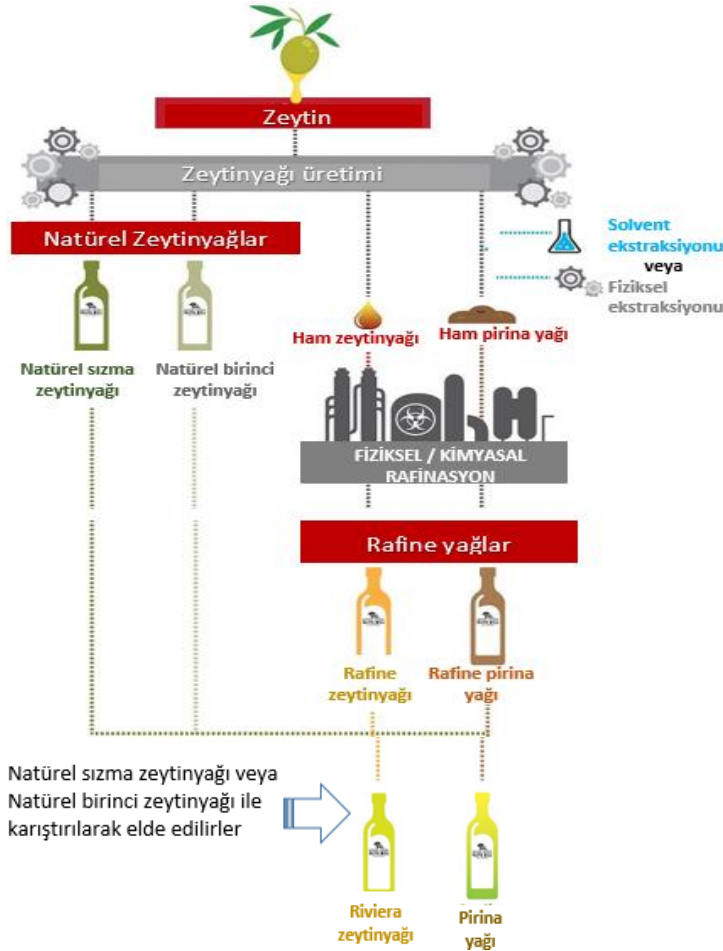 Zeytin
Zeytinyağı üretimi
Natürel Zeytinyağlar
Solvent
ekstraksiyonu
veya
Fiziksel
ekstraksiyonu
Natürel sızma
zeytinyağı
Natürel birinci
zeytinyağı
Ham zeytinyağı
Ham pirina yağı
FİZİKSEL / KİMYASAL
RAFİNASYON
Rafine yağlar
Rafine
zeytinyağı
Rafine pirina
yağı
Natürel sızma zeytinyağı veya
Natürel birinci zeytinyağı ile
karıştırılarak elde edilirler
Riviera
zeytinyağı
Pirina
yağı